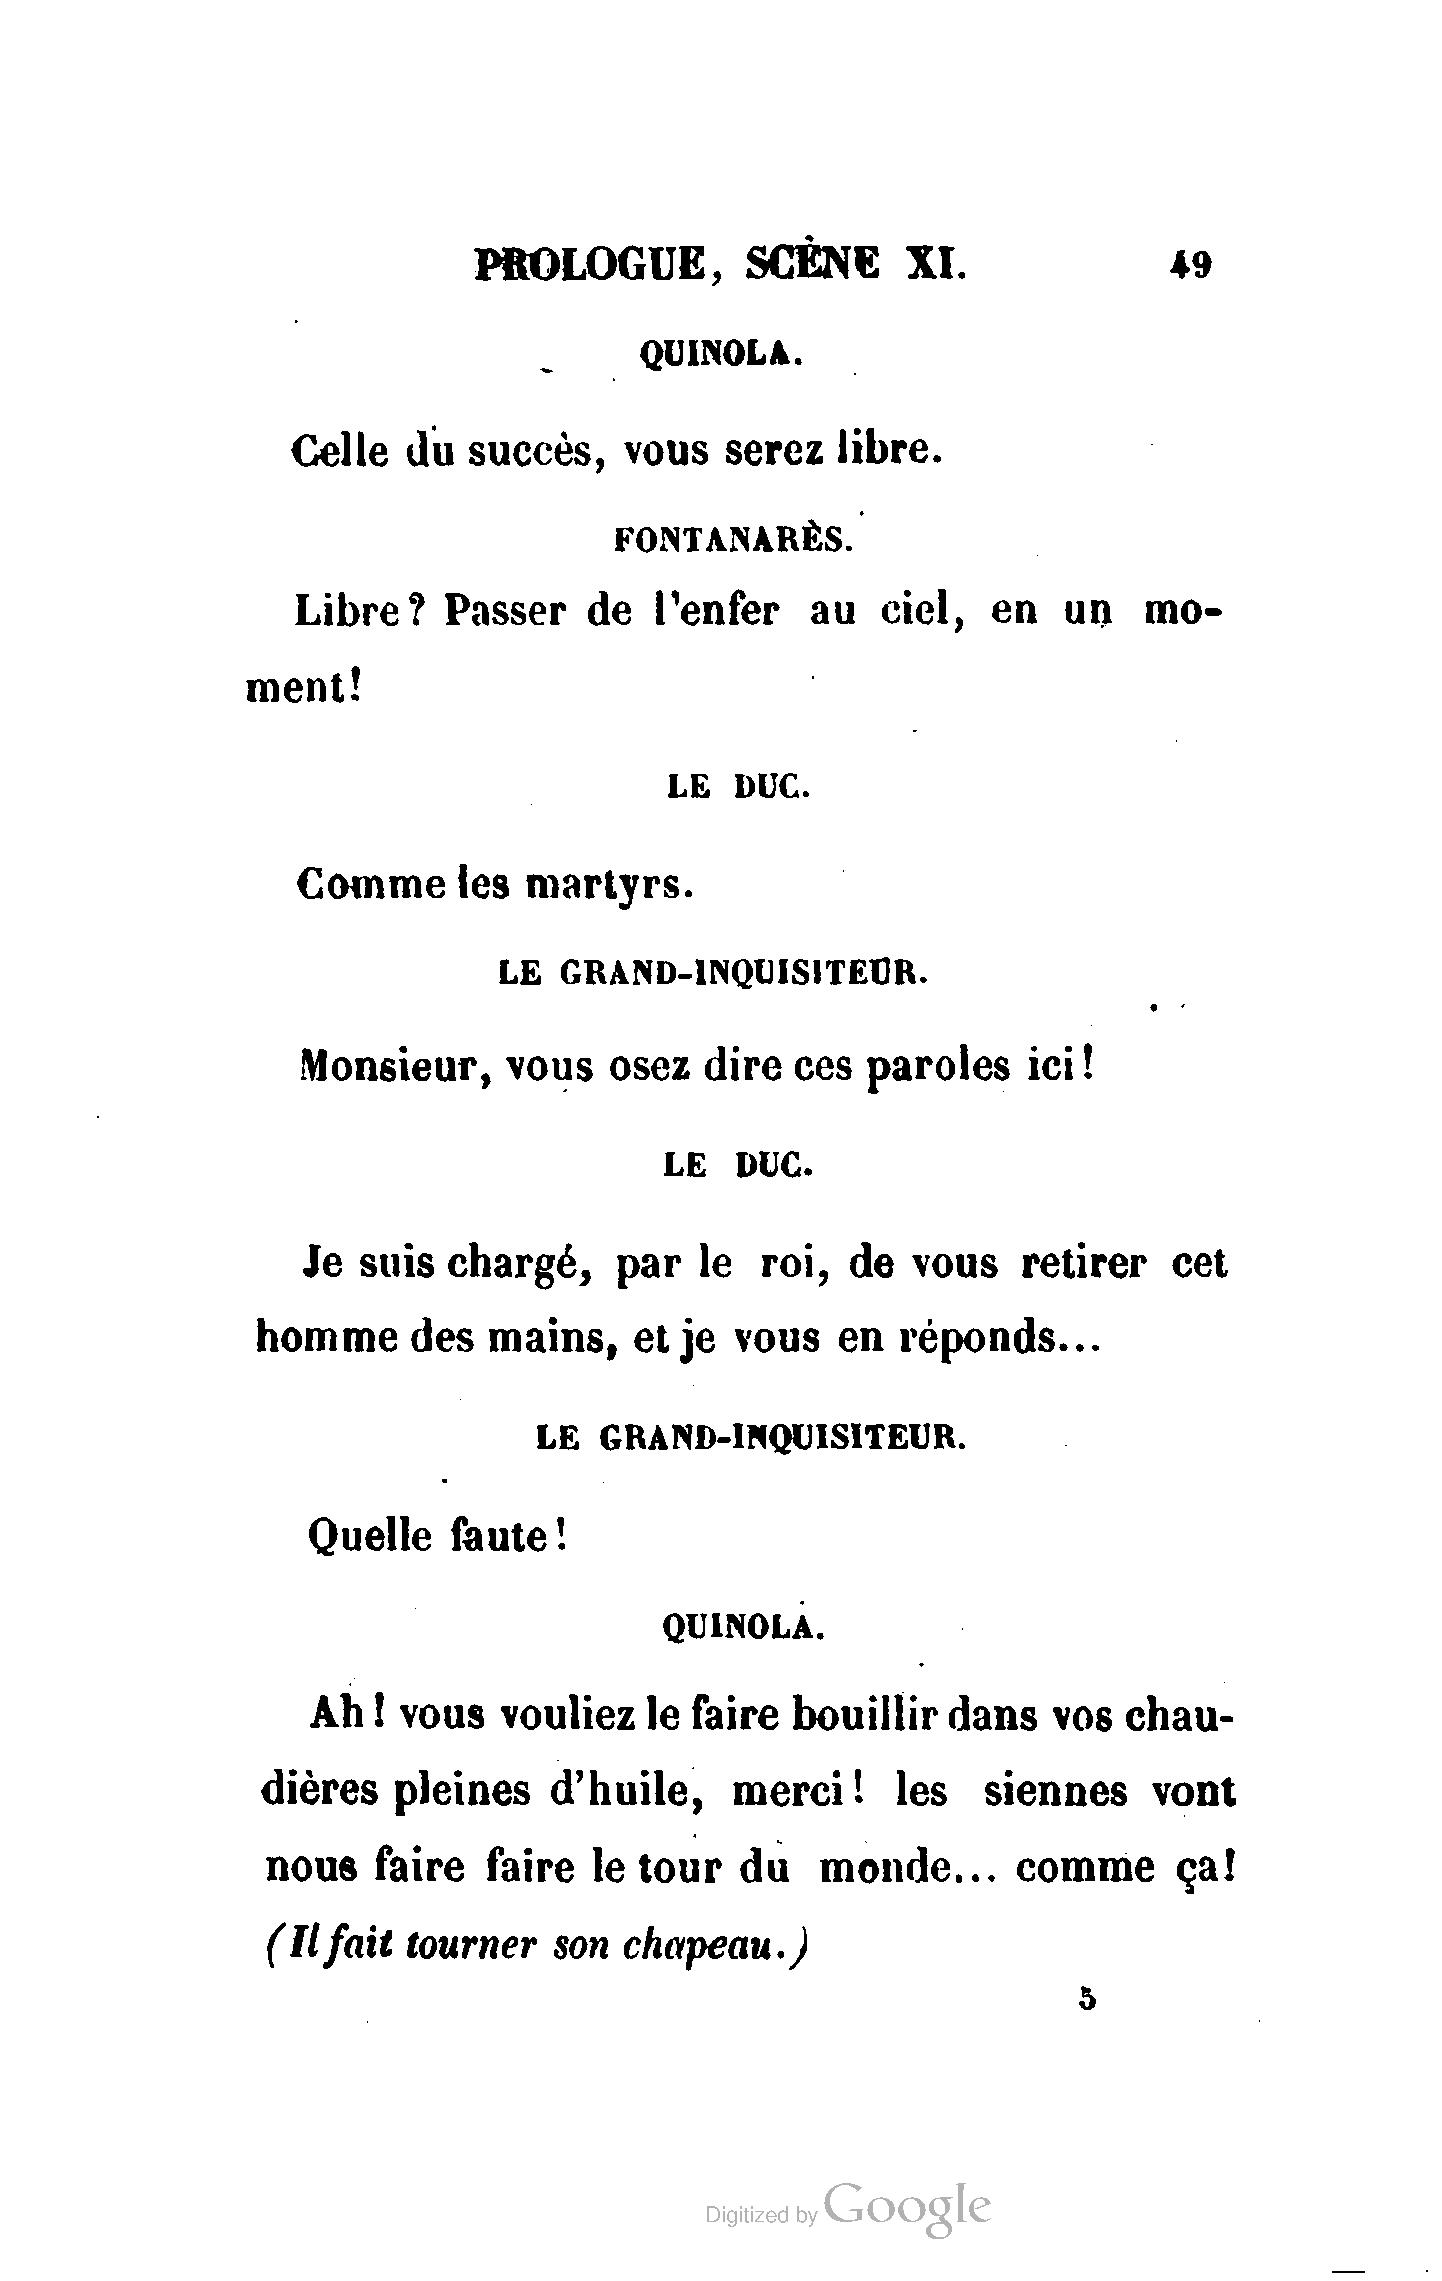 PROLOGUE, SCÈNE XI. 49
QUINOLA.
Celle du succès, vous serez libre.
FONTANARÈS.
Libre? Passer de l'enfer au ciel, en un mo-
ment!
LE DUC.
Comme les martyrs.
LE GRAND-INQUISITEUR.
Monsieur, vous osez dire ces paroles ici!
LE DUC.
Je suis chargé, par le roi, de vous retirer cet
homme des mains, et je vous en réponds...
LE GRAND-INQUISITEUR.
Quelle faute!
QUINOLA.
Ah! vous vouliez le faire bouillir dans vos chau-
dières pleines d'huile, merci! les siennes vont
nous faire faire le tour du monde... comme ça!
(Il fait tourner son chapeau.)
5
Digitized by Google